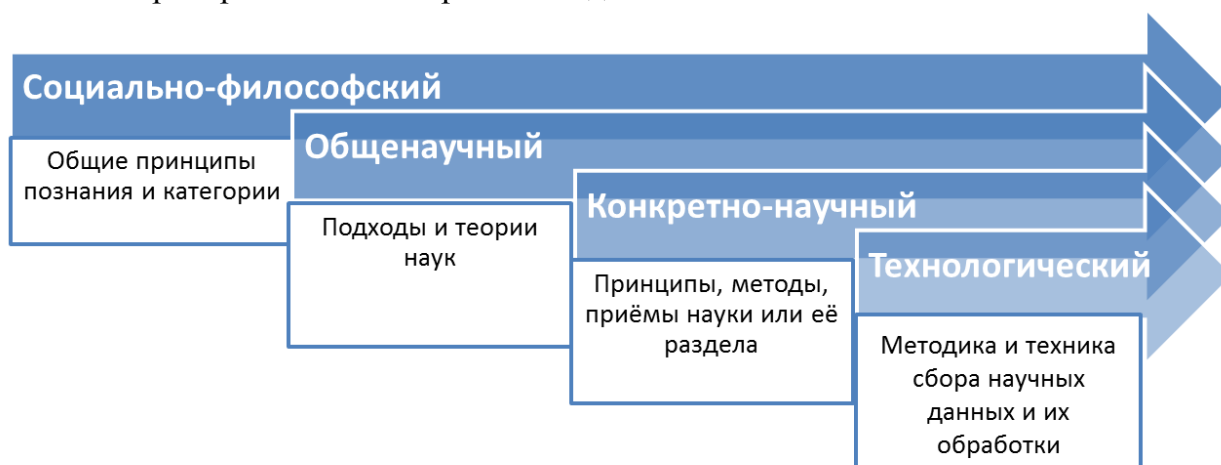 Социально-философский
Общие принципы
познания и категории
Общенаучный
Подходы и теории
наук
Конкретно-научный
Принципы, методы,
приёмы науки или её
раздела
Технологический
Методика и техника
сбора научных
данных и их
обработки